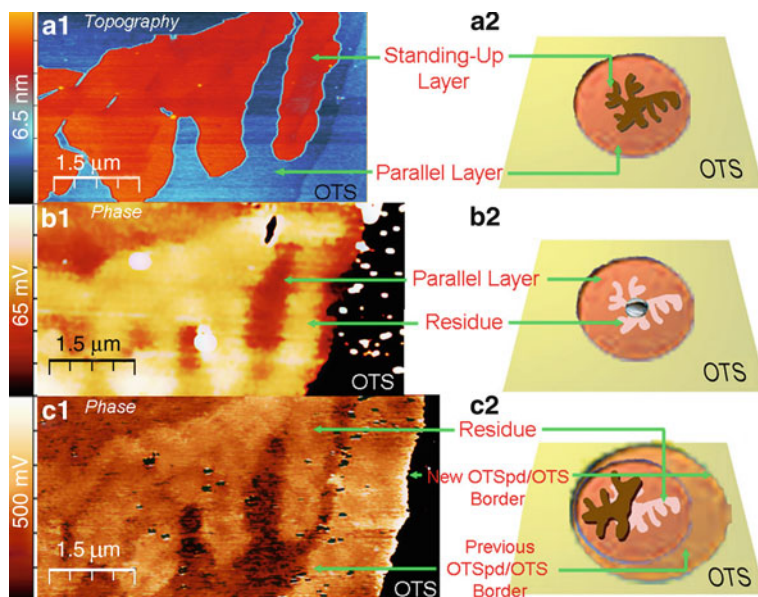 a1 Topography
a2
6.5 nm
Standing-Up
Layer
1.5 μm
Parallel Layer
OTS
OTS
b1 Phase
b2
65 mV
Parallel Layer
Residue
1.5 μm
OTS
OTS
c1 Phase
c2
500 mV
Residue
New OTSpd/OTS
Border
1.5 μm
Previous
OTSpd/OTS
Border
OTS
OTS